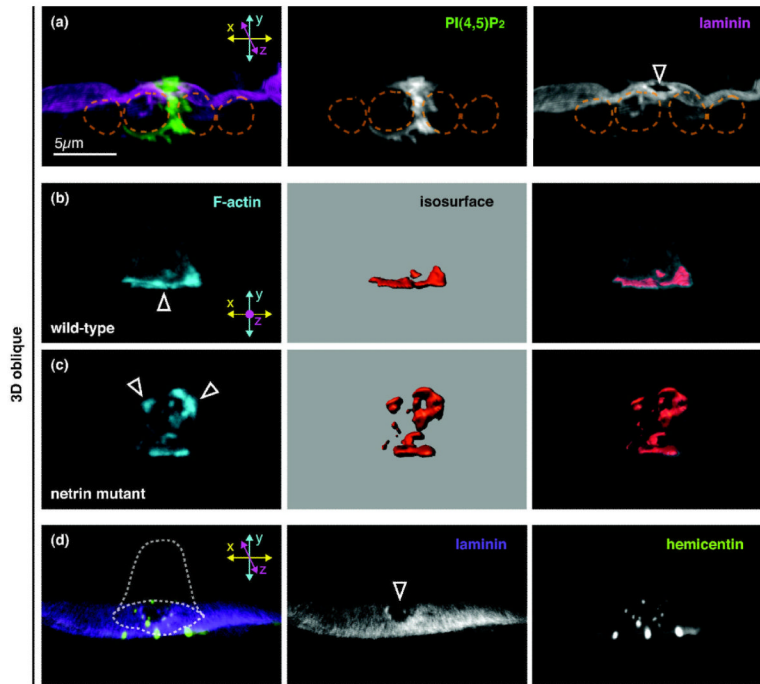 (a)
PI(4,5)P₂
laminin
x
y
z
5µm
(b)
F-actin
isosurface
x
y
z
wild-type
(c)
netrin mutant
3D oblique
(d)
laminin
hemicentin
x
y
z